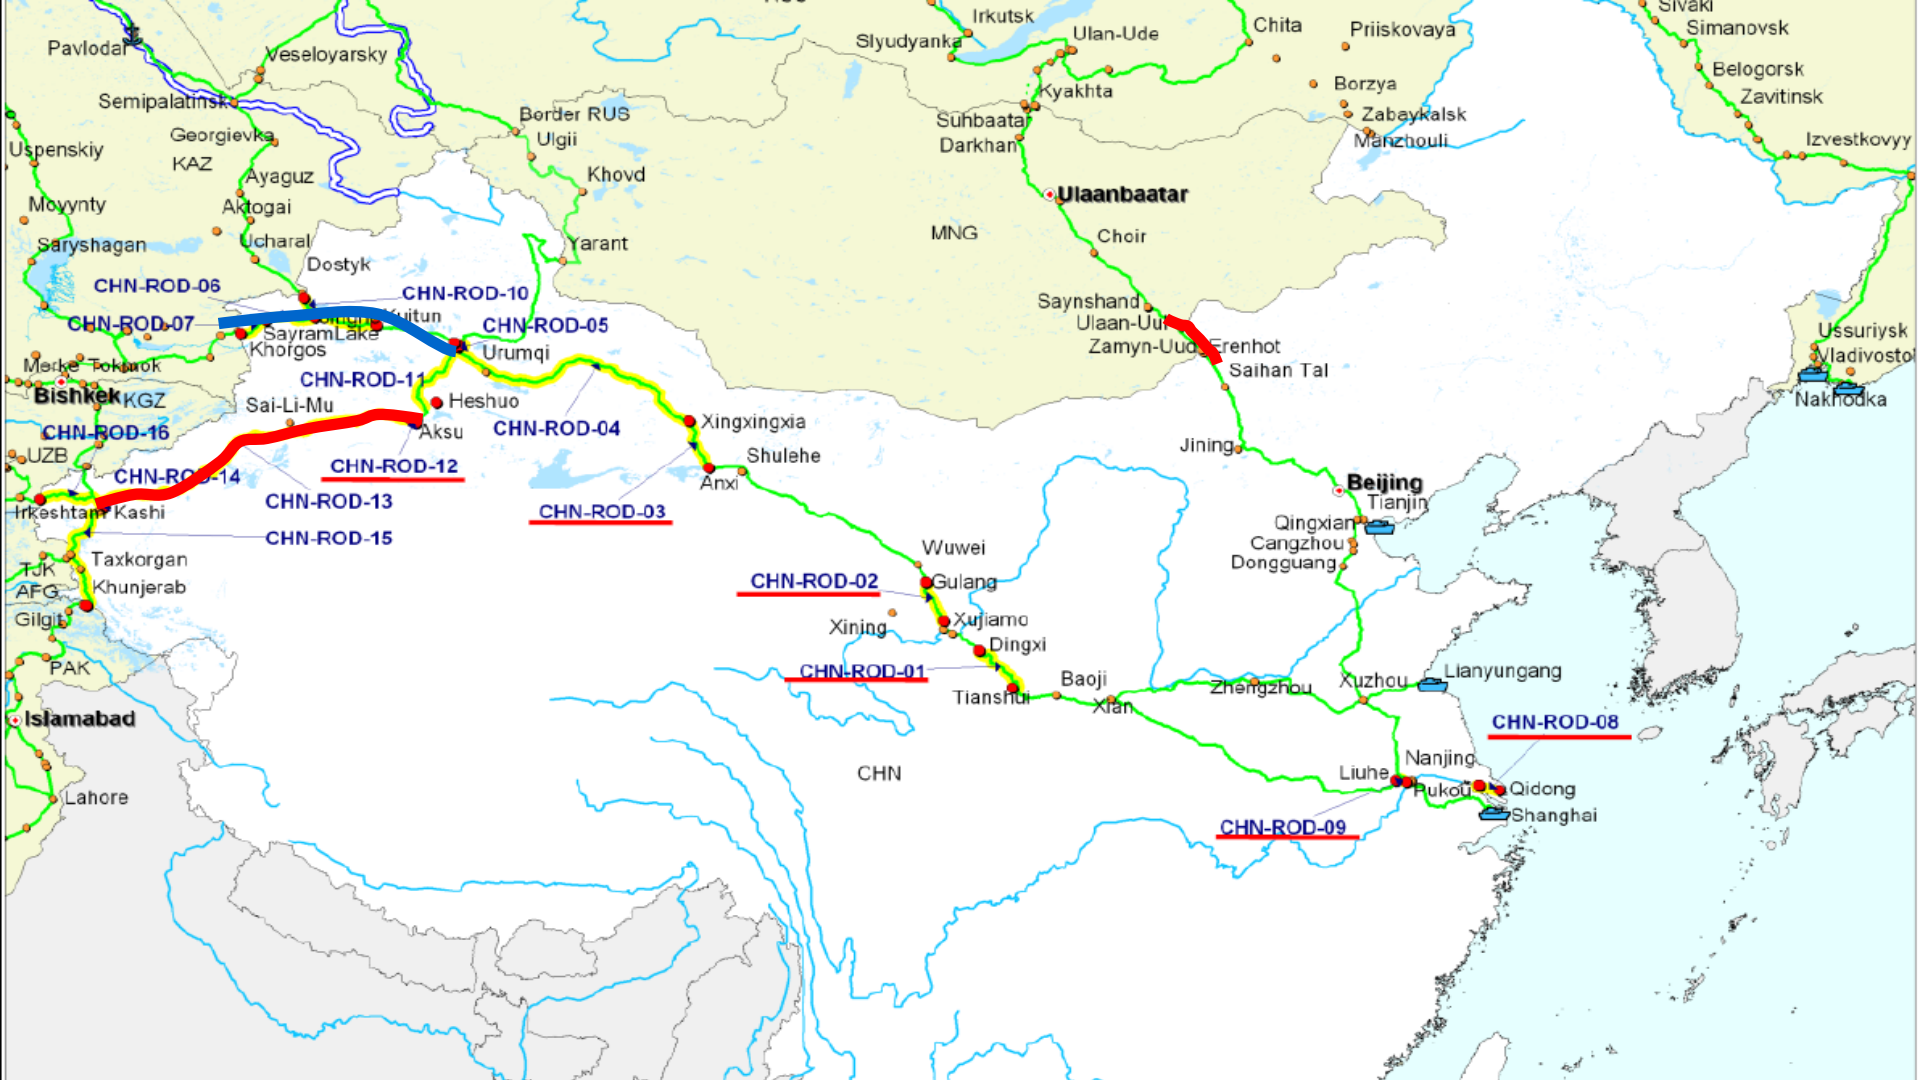 Sivaki
Irkutsk
Chita
Priiskovaya
Simanovsk
Slyudyanka
Ulan-Ude
Pavlodar
Veseloyarsky
Belogorsk
Borzya
Kyakhta
Zavitinsk
Semipalatinsk
Border RUS
Suhbaatar
Zabaykalsk
Georgievka
Ulgii
Darkhan
Manzhouli
Izvestkovyy
Uspenskiy
KAZ
Ayaguz
Khovd
Ulaanbaatar
Moyynty
Aktogai
MNG
Choir
Saryshagan
Ucharal
Yarant
Dostyk
CHN-ROD-06
CHN-ROD-10
Saynshand
Kuitun
CHN-ROD-07
CHN-ROD-05
Ulaan-Uul
SayramLake
Ussuriysk
Khorgos
Urumqi
Zamyn-Uud
Erenhot
Vladivostok
Merke
Tokmok
Saihan Tal
CHN-ROD-11
Bishkek
KGZ
Sai-Li-Mu
Heshuo
Nakhodka
CHN-ROD-16
Aksu
CHN-ROD-04
Xingxingxia
Jining
UZB
CHN-ROD-12
Shulehe
CHN-ROD-14
Anxi
Beijing
CHN-ROD-13
Tianjin
Irkeshtam
Kashi
CHN-ROD-03
Qingxian
CHN-ROD-15
Cangzhou
Wuwei
TJK
Taxkorgan
Dongguang
AFG
Khunjerab
CHN-ROD-02
Gulang
Gilgit
Xining
Xujiamo
Dingxi
PAK
CHN-ROD-01
Baoji
Lianyungang
Xuzhou
Zhengzhou
Tianshui
Xian
Islamabad
CHN-ROD-08
Nanjing
CHN
Liuhe
Lahore
Pukou
Qidong
Shanghai
CHN-ROD-09